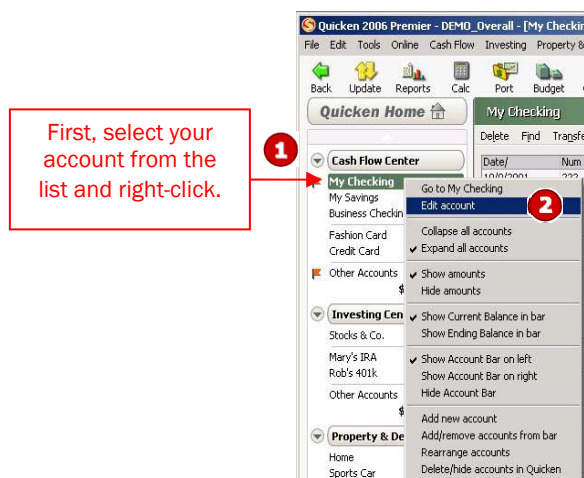 Quicken 2006 Premier - DEMO_Overall - [My Checkin
File Edit Tools Online Cash Flow Investing Property &
Back Update Reports Calc Port Budget
Quicken Home My Checking
Delete Find Transfe
First, select your
account from the
list and right-click.
1
Cash Flow Center
Date/ Num
My Checking
10/9/2001 222
My Savings
Business Checkin
Fashion Card
Credit Card
Other Accounts
$
Investing Cen
Stocks & Co.
Mary's IRA
Rob's 401k
Other Accounts
$
Property & De
Home
Sports Car
Go to My Checking
Edit account
2
Collapse all accounts
Expand all accounts
Show amounts
Hide amounts
Show Current Balance in bar
Show Ending Balance in bar
Show Account Bar on left
Show Account Bar on right
Hide Account Bar
Add new account
Add/remove accounts from bar
Rearrange accounts
Delete/hide accounts in Quicken